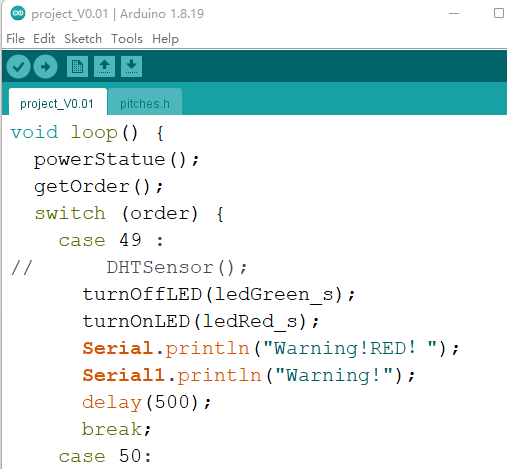 project_V0.01 | Arduino 1.8.19
File Edit Sketch Tools Help
project_V0.01 pitches.h
void loop() {
  powerStatue();
  getOrder();
  switch (order) {
    case 49 :
//      DHTSensor();
      turnOffLED(ledGreen_s);
      turnOnLED(ledRed_s);
      Serial.println("Warning!RED！");
      Serial1.println("Warning!");
      delay(500);
      break;
    case 50: